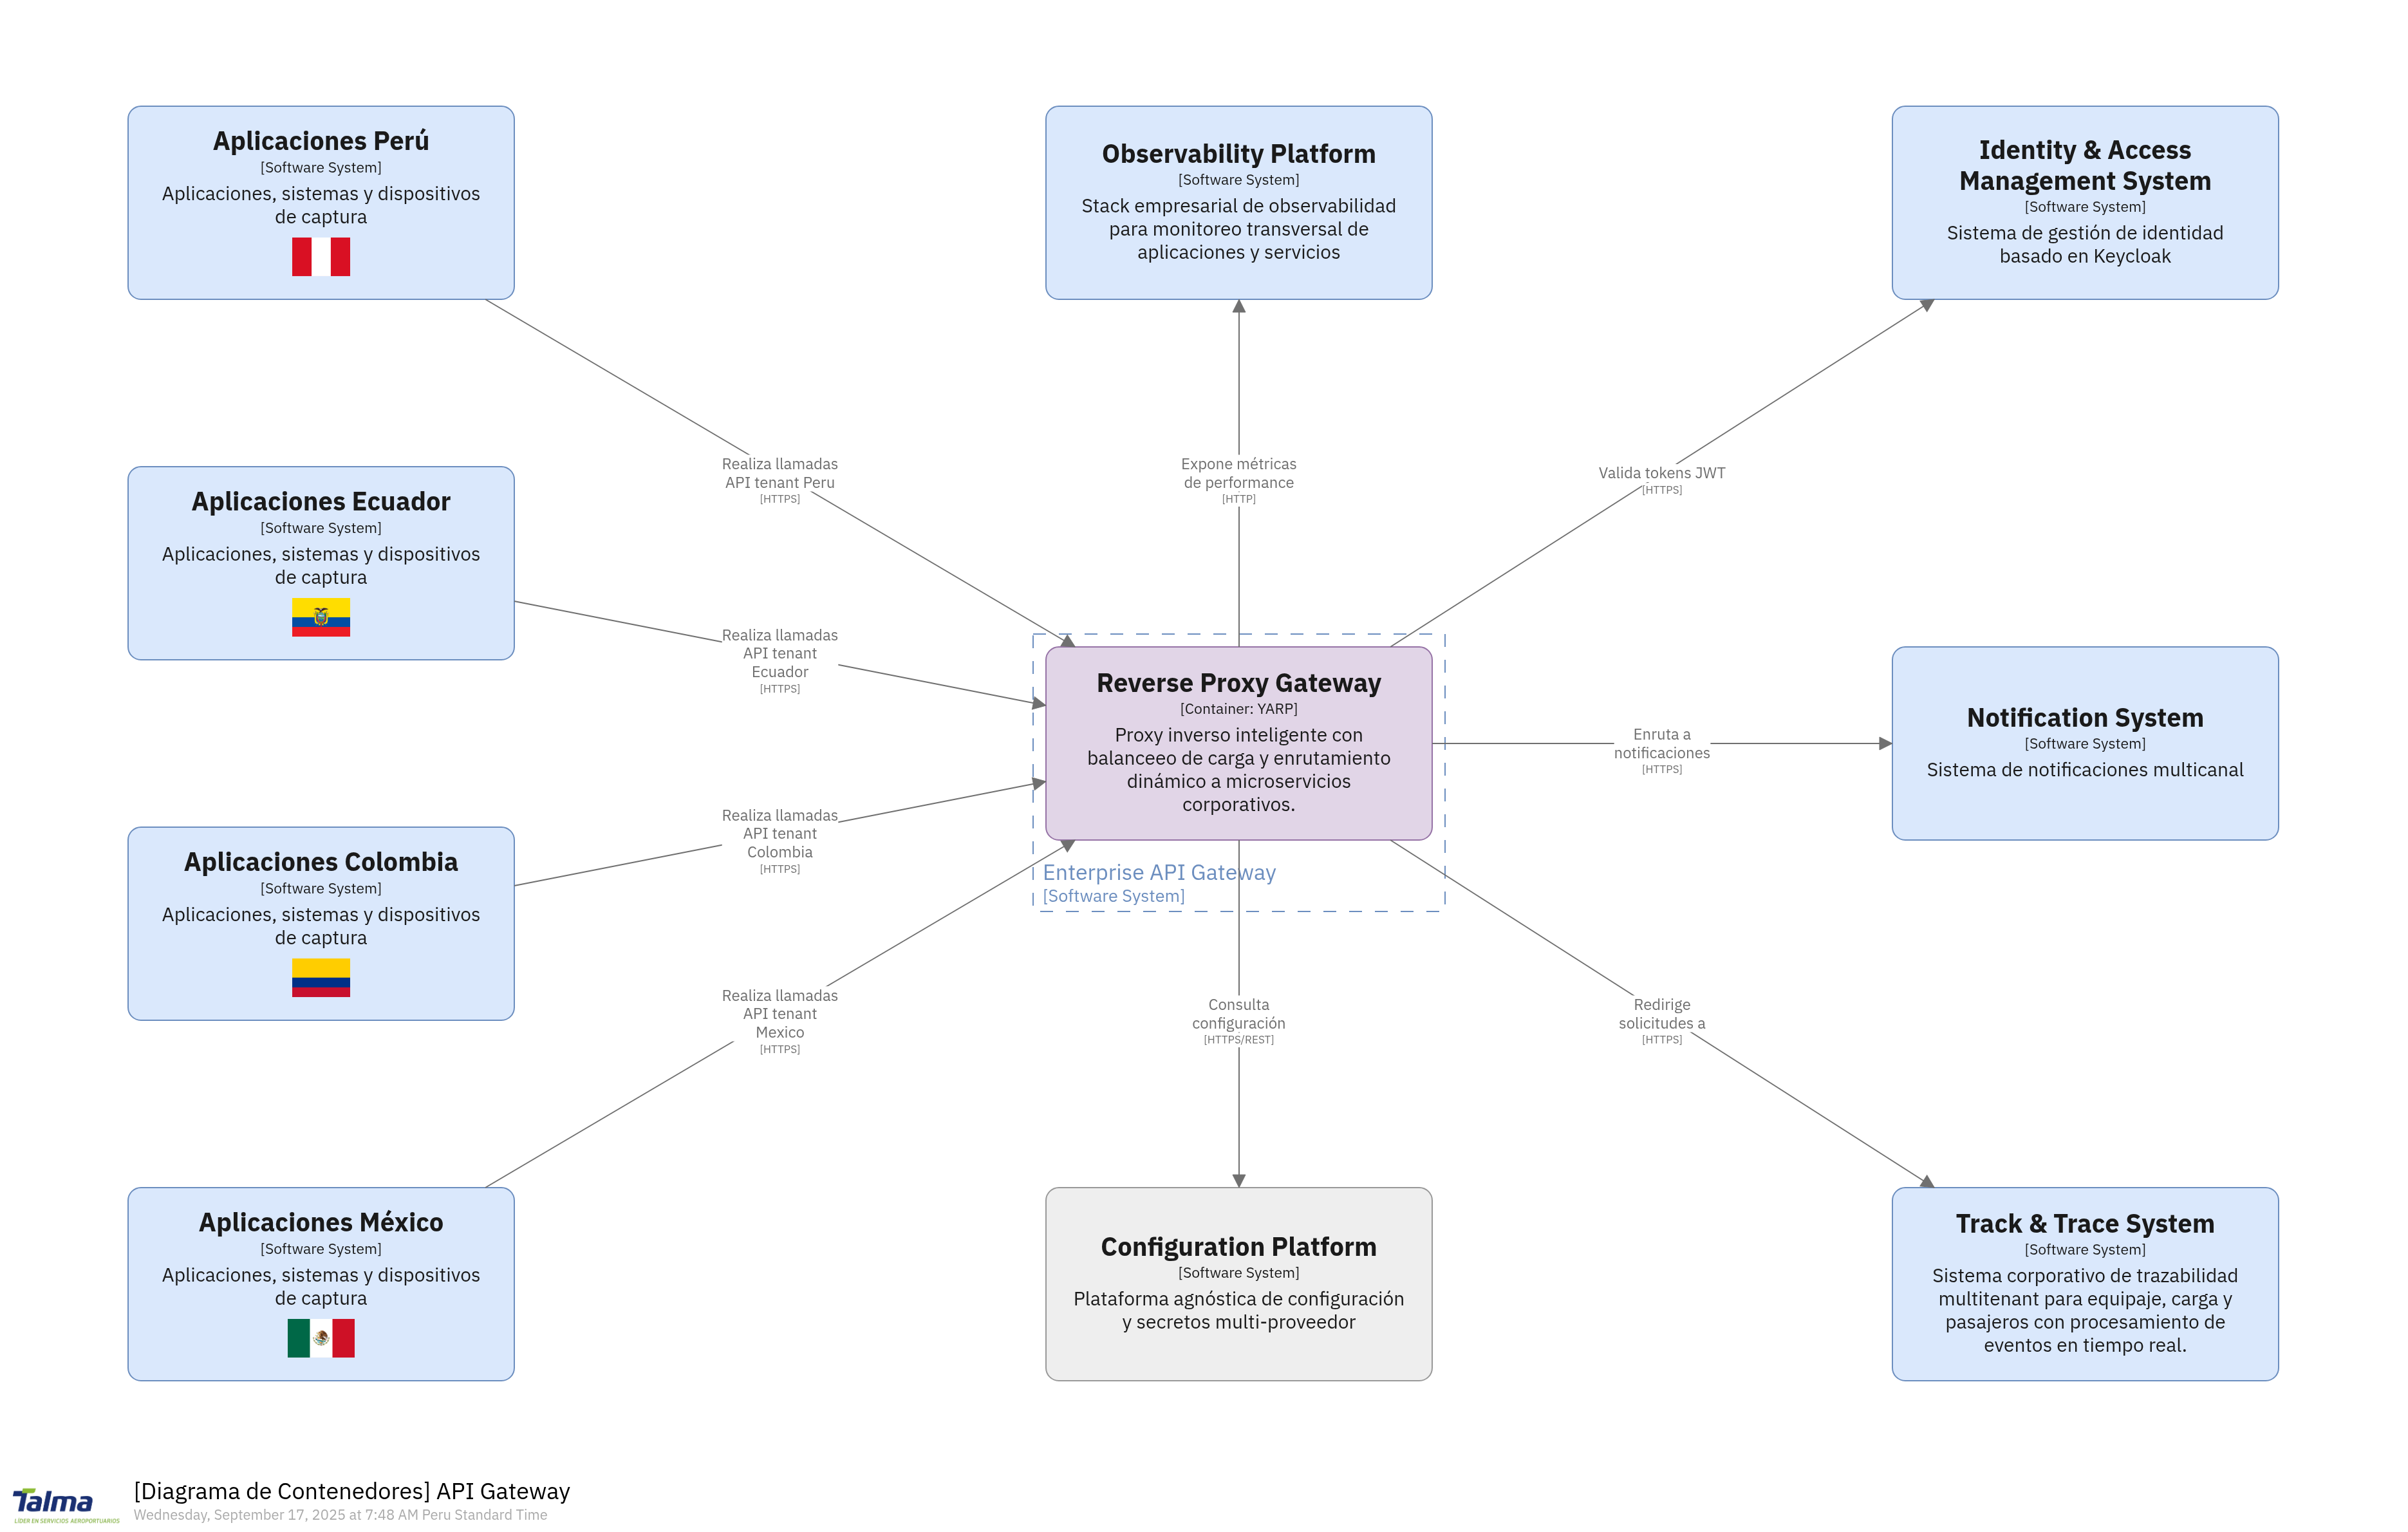 Aplicaciones Perú
[Software System]
Aplicaciones, sistemas y dispositivos
de captura
Observability Platform
[Software System]
Stack empresarial de observabilidad
para monitoreo transversal de
aplicaciones y servicios
Identity & Access
Management System
[Software System]
Sistema de gestión de identidad
basado en Keycloak
Realiza llamadas
API tenant Peru
[HTTPS]
Expone métricas
de performance
[HTTP]
Valida tokens JWT
[HTTPS]
Aplicaciones Ecuador
[Software System]
Aplicaciones, sistemas y dispositivos
de captura
Realiza llamadas
API tenant
Ecuador
[HTTPS]
Reverse Proxy Gateway
[Container: YARP]
Proxy inverso inteligente con
balanceeo de carga y enrutamiento
dinámico a microservicios
corporativos.
Enterprise API Gateway
[Software System]
Enruta a
notificaciones
[HTTPS]
Notification System
[Software System]
Sistema de notificaciones multicanal
Aplicaciones Colombia
[Software System]
Aplicaciones, sistemas y dispositivos
de captura
Realiza llamadas
API tenant
Colombia
[HTTPS]
Realiza llamadas
API tenant
Mexico
[HTTPS]
Consulta
configuración
[HTTPS/REST]
Redirige
solicitudes a
[HTTPS]
Aplicaciones México
[Software System]
Aplicaciones, sistemas y dispositivos
de captura
Configuration Platform
[Software System]
Plataforma agnóstica de configuración
y secretos multi-proveedor
Track & Trace System
[Software System]
Sistema corporativo de trazabilidad
multitenant para equipaje, carga y
pasajeros con procesamiento de
eventos en tiempo real.
Talma
LÍDER EN SERVICIOS AEROPORTUARIOS
[Diagrama de Contenedores] API Gateway
Wednesday, September 17, 2025 at 7:48 AM Peru Standard Time